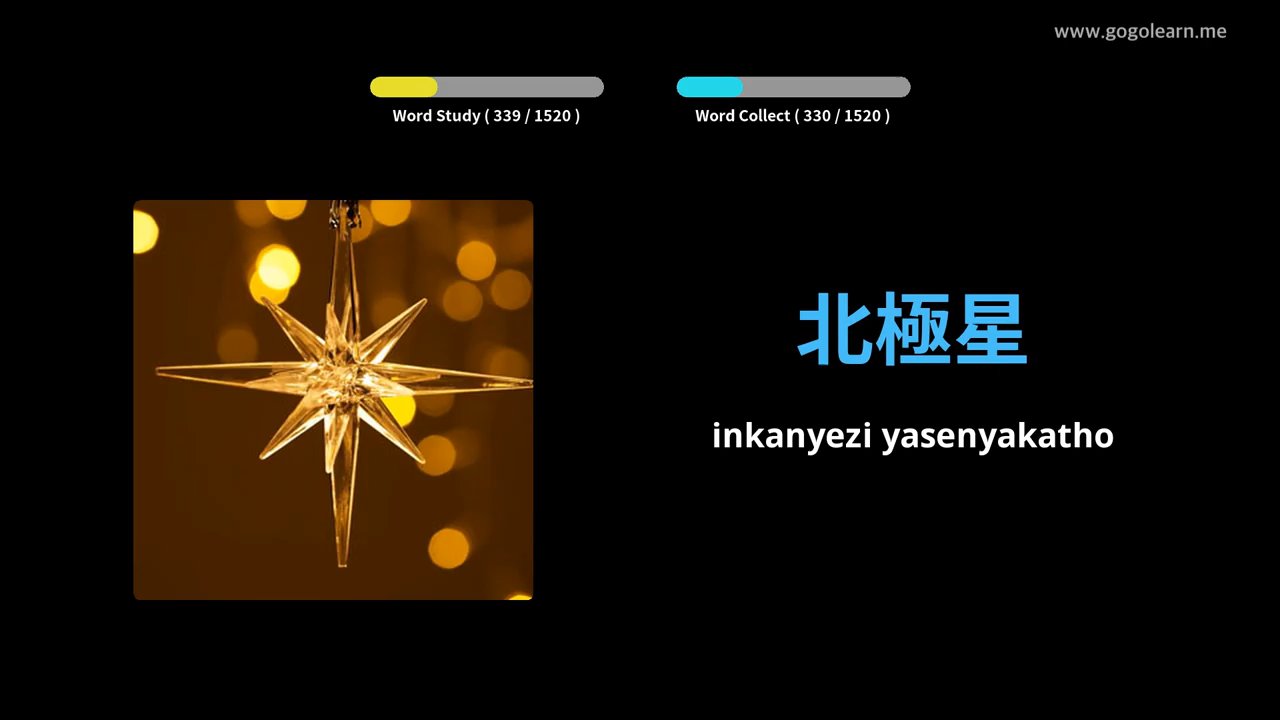 www.gogolearn.me
Word Study ( 339 / 1520 )
Word Collect ( 330 / 1520 )
北極星
inkanyezi yasenyakatho